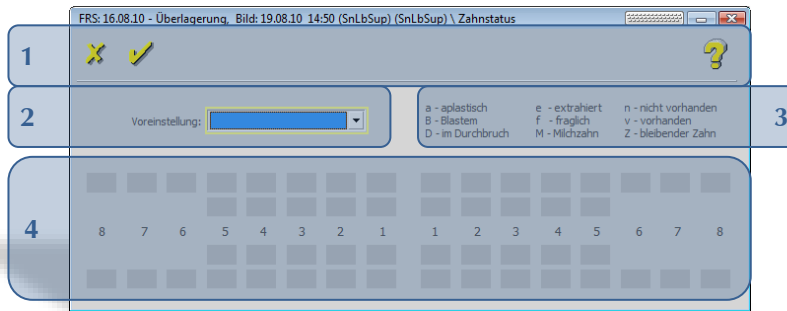 FRS: 16.08.10 - Überlagerung, Bild: 19.08.10 14:50 (SnLbSup) (SnLbSup) \ Zahnstatus
1
?
2
Voreinstellung:
a - aplastisch e - extrahiert n - nicht vorhanden
B - Blastem f - fraglich v - vorhanden
D - im Durchbruch M - Milchzahn Z - bleibender Zahn
3
4
8 7 6 5 4 3 2 1 1 2 3 4 5 6 7 8